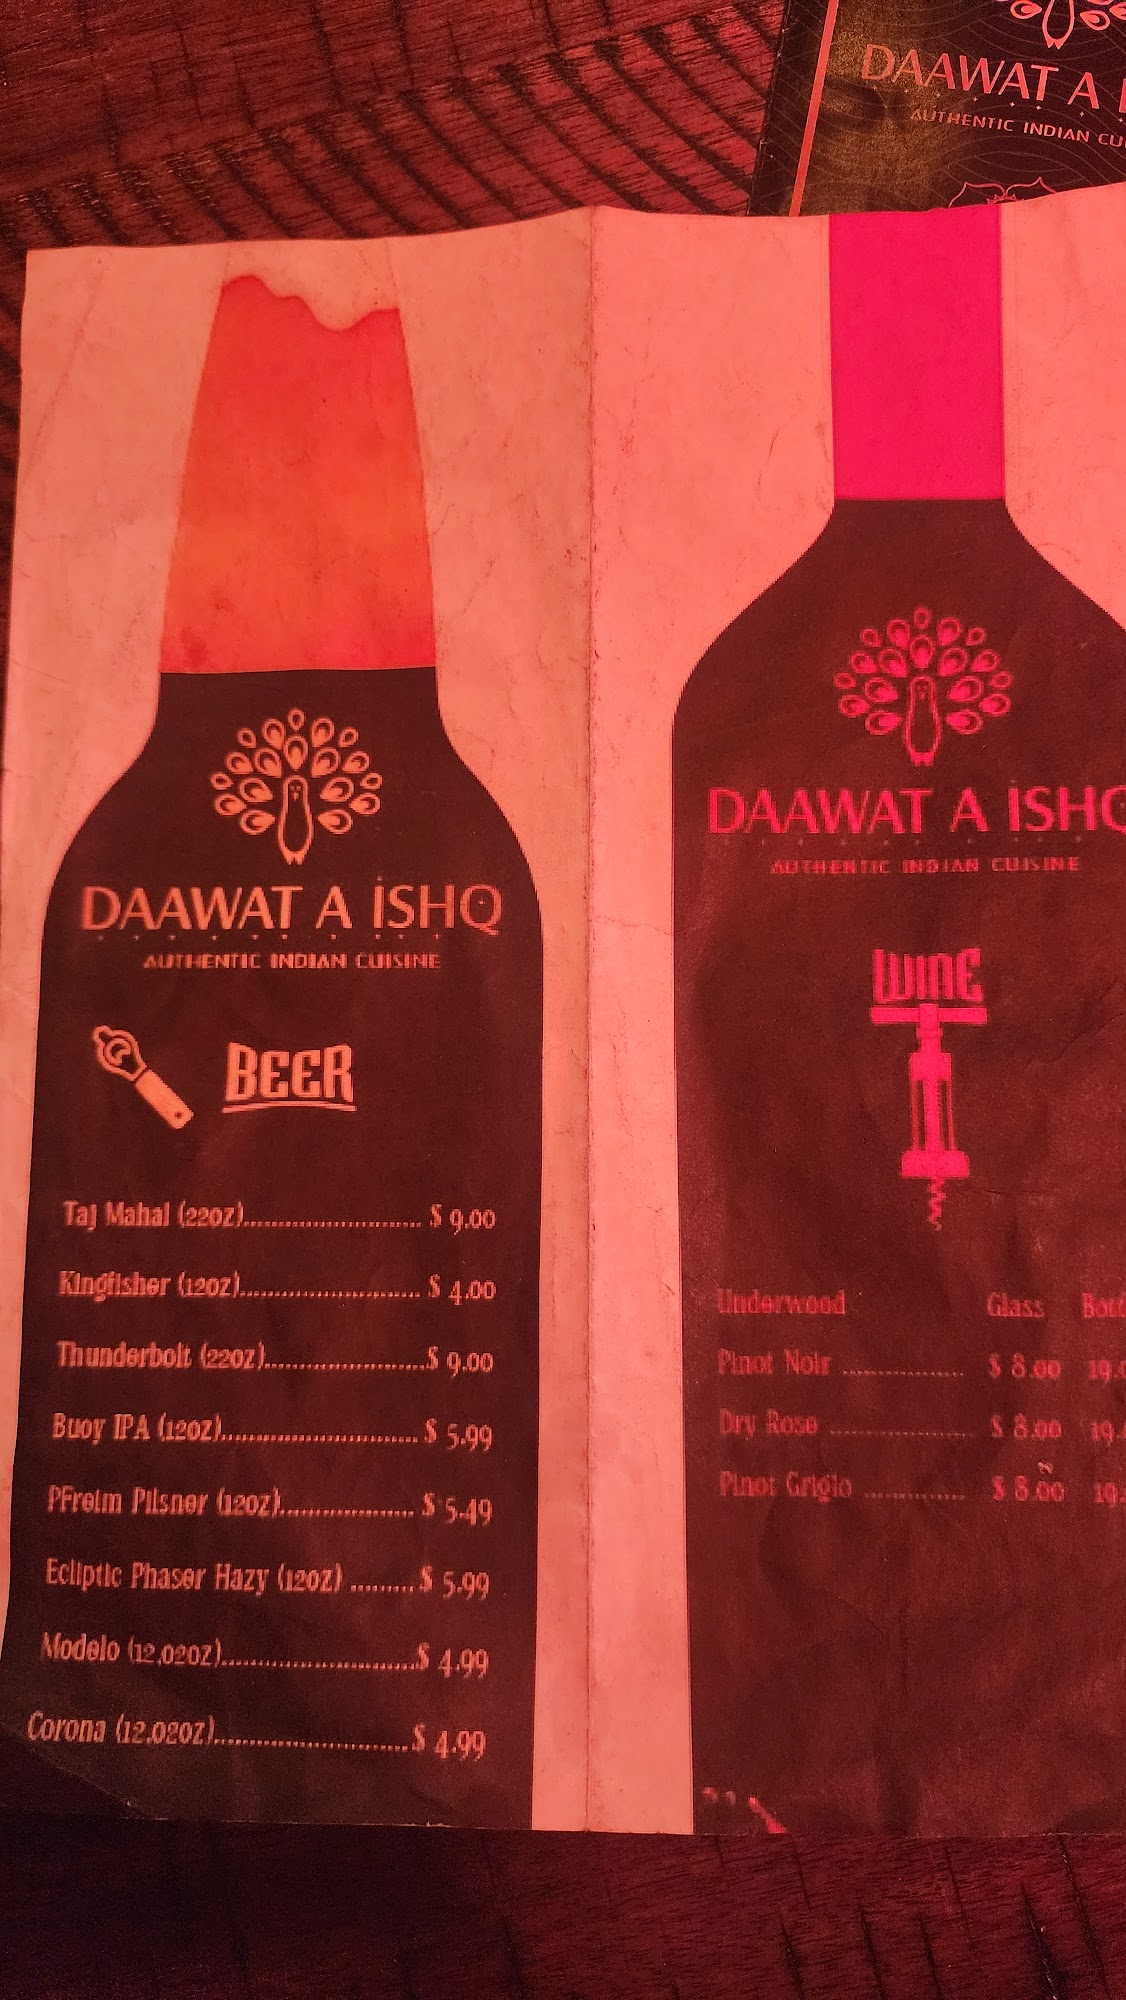 DAAWAT A
AUTHENTIC INDIAN
DAAWAT A ISHQ
AUTHENTIC INDIAN CUISINE
BEER
Taj Mahal (22OZ)........................... $ 9.00
Kingfisher (12OZ)........................... $ 4.00
Thunderbolt (22OZ)........................$ 9.00
Buoy IPA (12OZ)............................. $ 5.99
PFreim Pilsner (12OZ).................... $ 5.49
Ecliptic Phaser Hazy (12OZ) ......... $ 5.99
Modelo (12,02OZ)............................$ 4.99
Corona (12.02OZ)............................ $ 4.99
DAAWAT A ISHQ
AUTHENTIC INDIAN CUISINE
WINE
Underwood Glass
Pinot Noir ................. $ 8.00
Dry Rose .................... $ 8.00
Pinot Grigio .............. $ 8.00